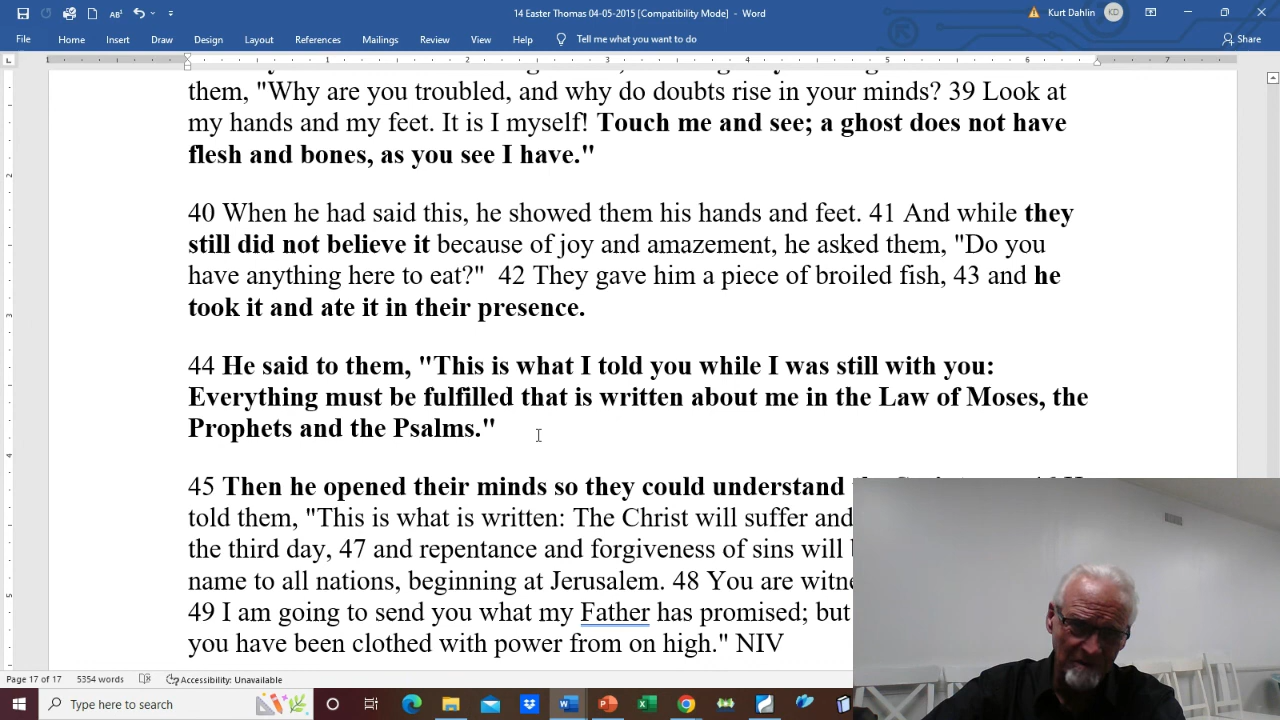 14 Easter Thomas 04-05-2015 [Compatibility Mode] - Word
Kurt Dahlin KD
File Home Insert Draw Design Layout References Mailings Review View Help Tell me what you want to do Share
them, "Why are you troubled, and why do doubts rise in your minds? 39 Look at
my hands and my feet. It is I myself! Touch me and see; a ghost does not have
flesh and bones, as you see I have."
40 When he had said this, he showed them his hands and feet. 41 And while they
still did not believe it because of joy and amazement, he asked them, "Do you
have anything here to eat?" 42 They gave him a piece of broiled fish, 43 and he
took it and ate it in their presence.
44 He said to them, "This is what I told you while I was still with you:
Everything must be fulfilled that is written about me in the Law of Moses, the
Prophets and the Psalms."
45 Then he opened their minds so they could understand
told them, "This is what is written: The Christ will suffer and
the third day, 47 and repentance and forgiveness of sins will
name to all nations, beginning at Jerusalem. 48 You are
49 I am going to send you what my Father has promised; but
you have been clothed with power from on high." NIV
Page 17 of 17 5354 words Accessibility: Unavailable
Type here to search